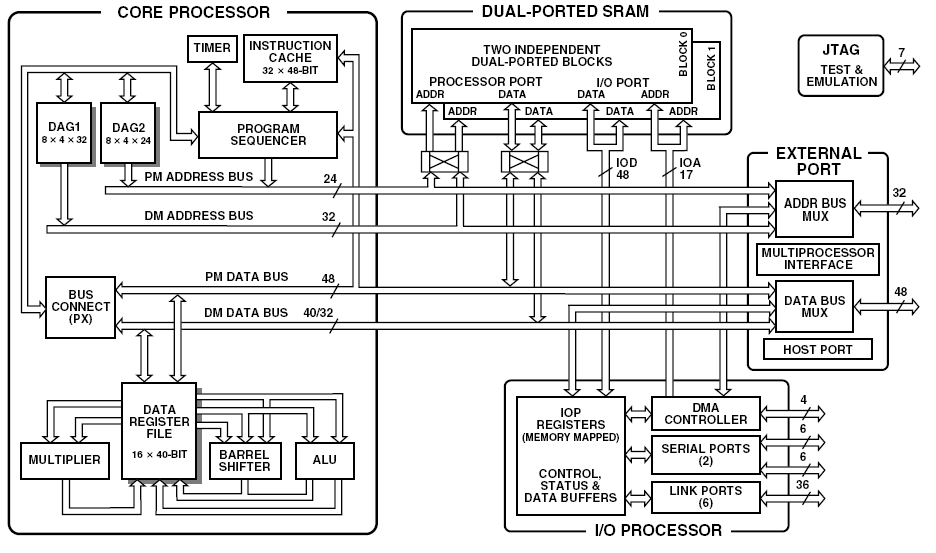 CORE PROCESSOR
TIMER
INSTRUCTION
CACHE
32 × 48-BIT
DAG1
8 × 4 × 32
DAG2
8 × 4 × 24
PROGRAM
SEQUENCER
PM ADDRESS BUS
24
DM ADDRESS BUS
32
BUS
CONNECT
(PX)
PM DATA BUS
48
DM DATA BUS
40/32
DATA
REGISTER
FILE
16 × 40-BIT
MULTIPLIER
BARREL
SHIFTER
ALU
DUAL-PORTED SRAM
TWO INDEPENDENT
DUAL-PORTED BLOCKS
PROCESSOR PORT
I/O PORT
ADDR
DATA
DATA
ADDR
ADDR
DATA
DATA
ADDR
BLOCK 0
BLOCK 1
IOD
48
IOA
17
JTAG
TEST &
EMULATION
7
EXTERNAL
PORT
ADDR BUS
MUX
32
MULTIPROCESSOR
INTERFACE
DATA BUS
MUX
48
HOST PORT
IOP
REGISTERS
(MEMORY MAPPED)
CONTROL,
STATUS &
DATA BUFFERS
DMA
CONTROLLER
4
SERIAL PORTS
(2)
6
6
LINK PORTS
(6)
36
I/O PROCESSOR